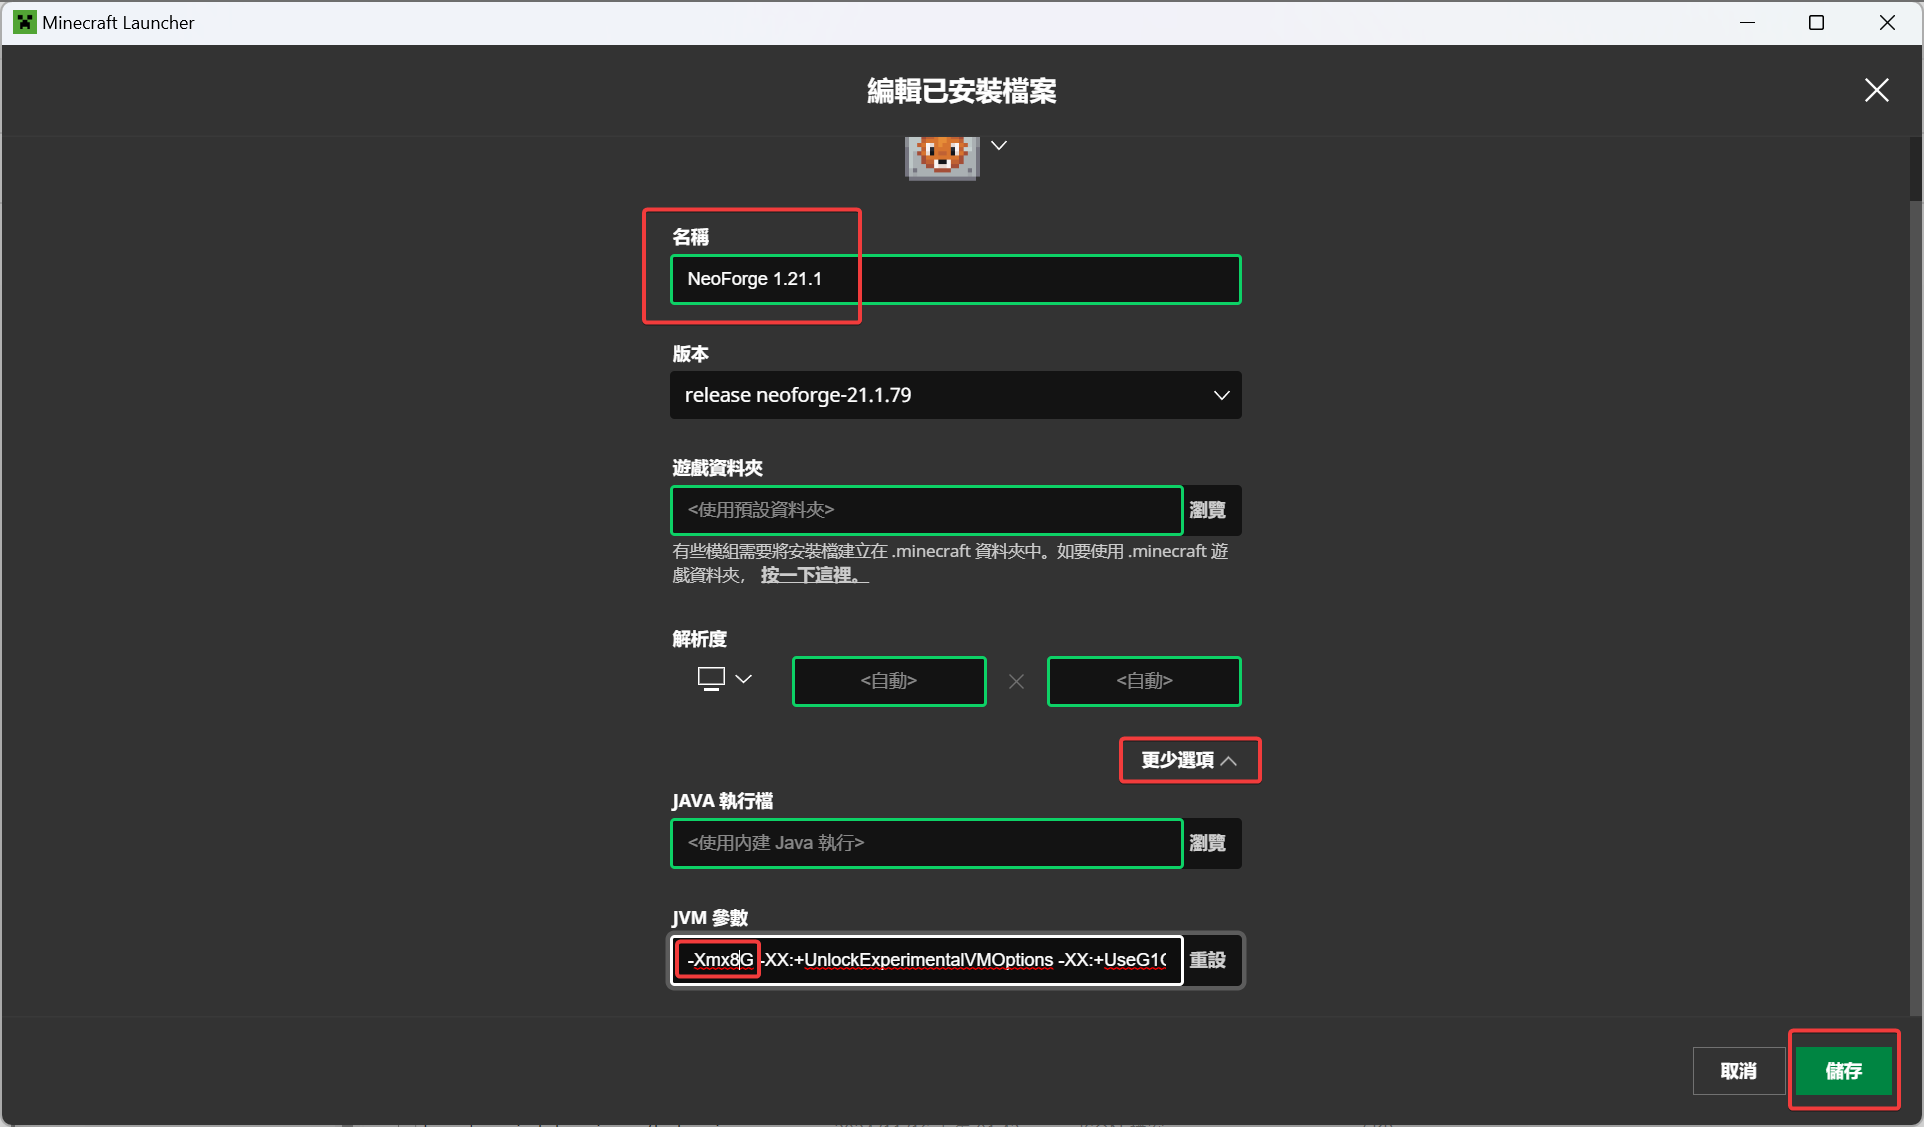 Minecraft Launcher
編輯已安裝檔案
名稱
NeoForge 1.21.1
版本
release neoforge-21.1.79
遊戲資料夾
<使用預設資料夾>
瀏覽
有些模組需要將安裝檔建立在 .minecraft 資料夾中。如要使用 .minecraft 遊
戲資料夾， 按一下這裡。
解析度
<自動>
<自動>
更少選項
JAVA 執行檔
<使用內建 Java 執行>
瀏覽
JVM 參數
-Xmx8G -XX:+UnlockExperimentalVMOptions -XX:+UseG1
重設
取消
儲存